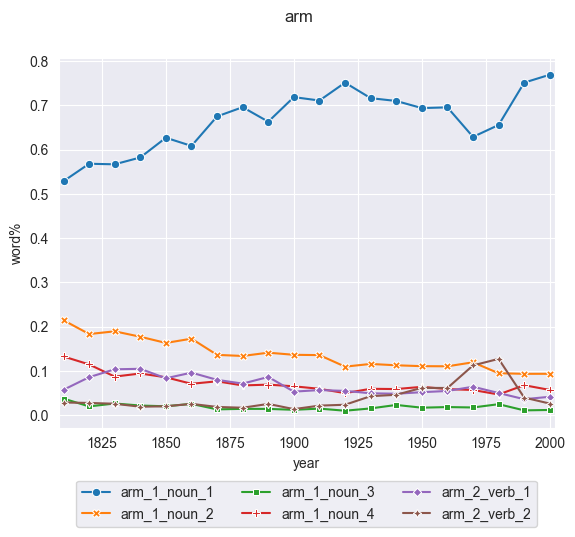 arm
0.8
0.7
0.6
0.5
0.4
0.3
0.2
0.1
0.0
word%
1825 1850 1875 1900 1925 1950 1975 2000
year
arm_1_noun_1 arm_1_noun_3 arm_2_verb_1
arm_1_noun_2 arm_1_noun_4 arm_2_verb_2